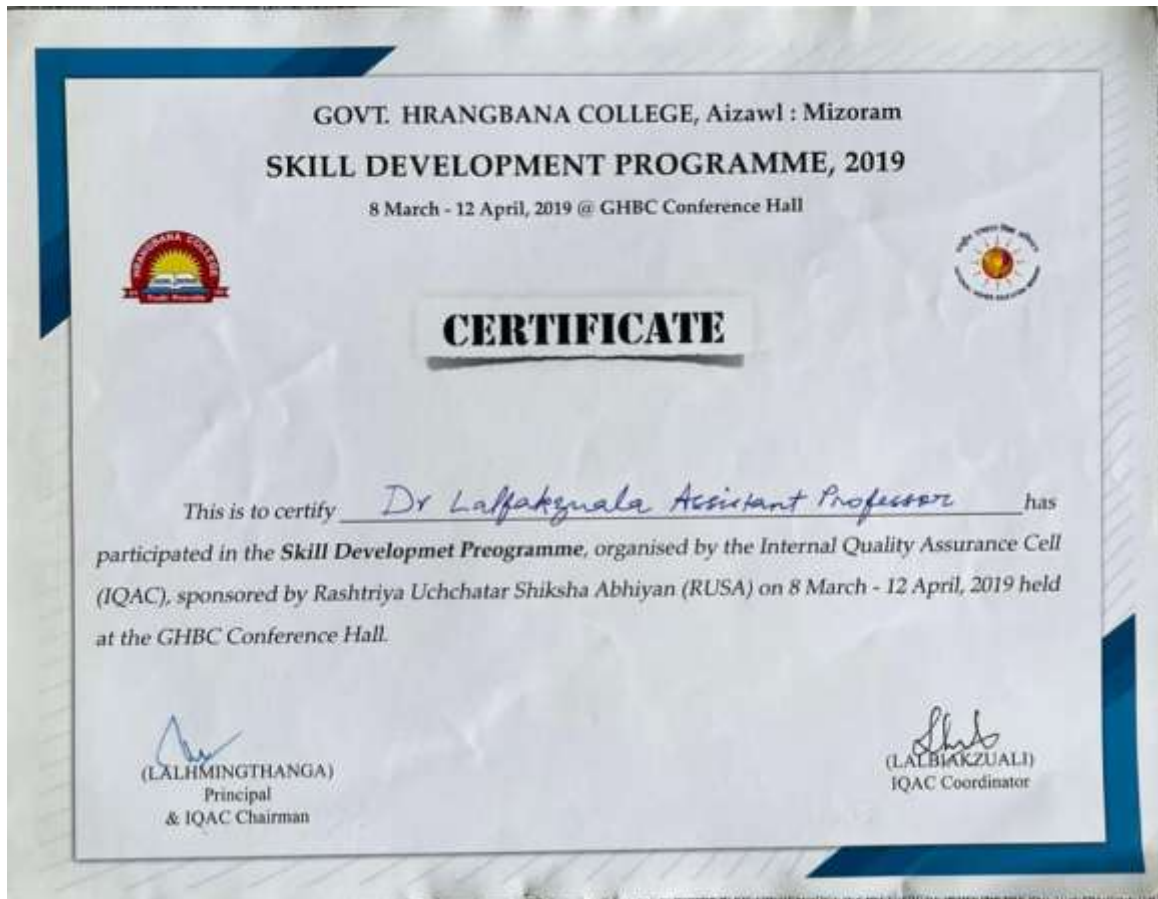 GOVT. HRANGBANA COLLEGE, Aizawl : Mizoram
SKILL DEVELOPMENT PROGRAMME, 2019
8 March - 12 April, 2019 @ GHBC Conference Hall
HRANGBANA COLLEGE
CERTIFICATE
This is to certify Dr Lalfakzuala Assistant Professor has
participated in the Skill Developmet Preogramme, organised by the Internal Quality Assurance Cell
(IQAC), sponsored by Rashtriya Uchchatar Shiksha Abhiyan (RUSA) on 8 March - 12 April, 2019 held
at the GHBC Conference Hall.
(LALHMINGTHANGA)
Principal
& IQAC Chairman
(LALBIAKZUALI)
IQAC Coordinator